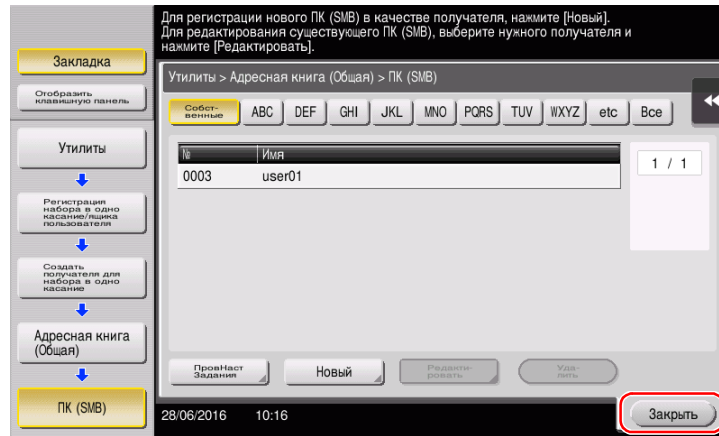 Для регистрации нового ПК (SMB) в качестве получателя, нажмите [Новый].
Для редактирования существующего ПК (SMB), выберите нужного получателя и
нажмите [Редактировать].
Закладка
Отобразить
клавишную панель
Утилиты
Регистрация
набора в одно
касание/ящика
пользователя
Создать
получателя для
набора в одно
касание
Адресная книга
(Общая)
ПК (SMB)
Утилиты > Адресная книга (Общая) > ПК (SMB)
Собст-
венные
ABC DEF GHI JKL MNO PQRS TUV WXYZ etc Все
№ Имя
0003 user01
1 / 1
ПровНаст
Задания
Новый
Редакти-
ровать
Уда-
лить
28/06/2016 10:16
Закрыть